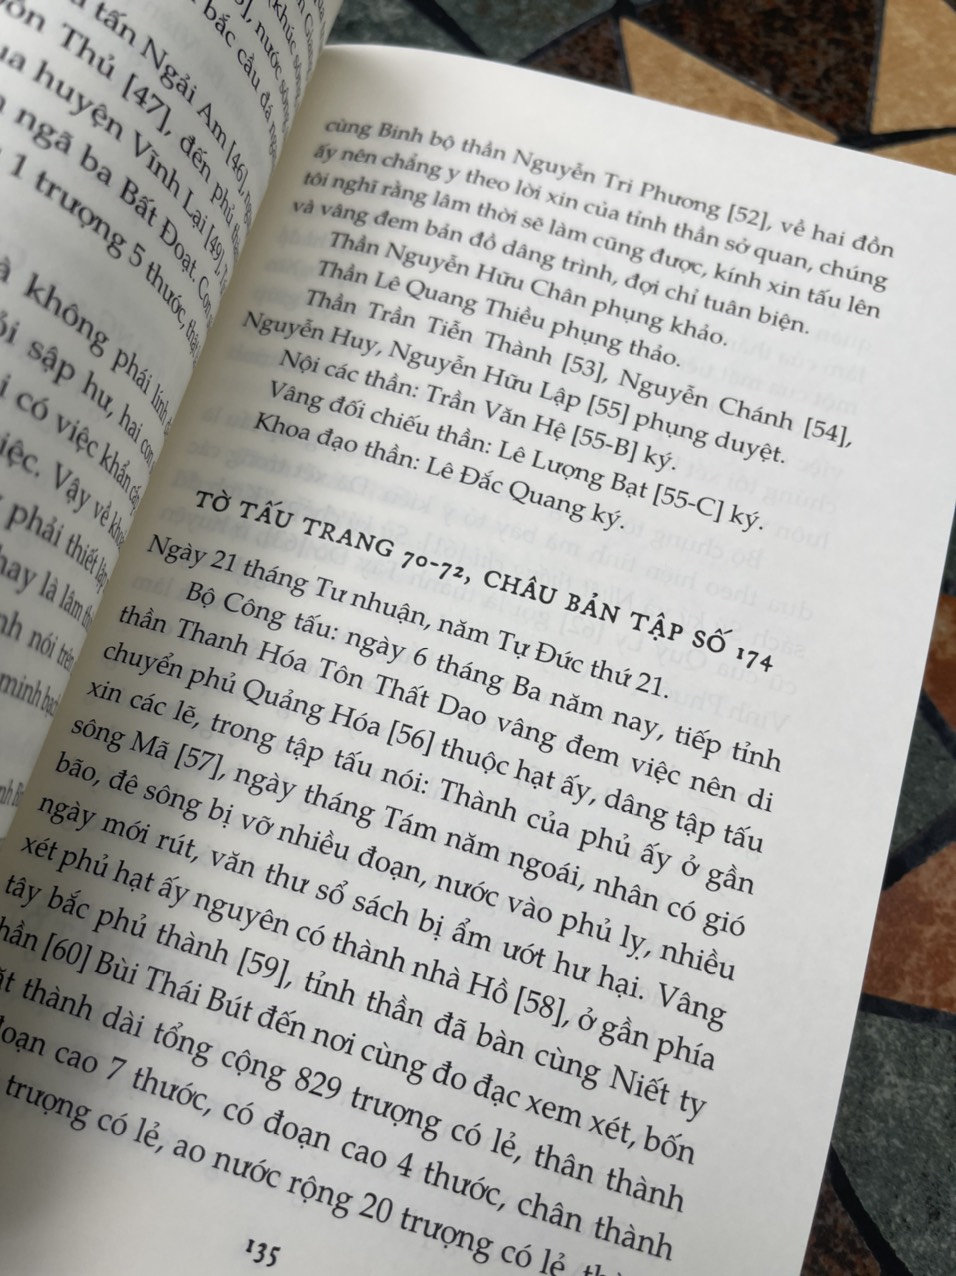 tấn Ngải Am [46],
Thủ [47], đến phủ
huyện Vĩnh Lại [49],
ngã ba Bất Đoạt. Con
1 trượng 5 thước,
không phái lính
sập hư, hai con
có việc khẩn
Vậy về
phải thiết lập
hay là lâm
nói trên
minh bạch
cùng Binh bộ thần Nguyễn Tri Phương [52], về hai đồn
ấy nên chẳng y theo lời xin của tỉnh thần sở quan, chúng
tôi nghĩ rằng lâm thời sẽ làm cũng được, kính xin tấu lên
và vâng đem bản đồ dâng trình, đợi chỉ tuân biện.
Thần Nguyễn Hữu Chân phụng khảo.
Thần Lê Quang Thiều phụng thảo.
Thần Trần Tiễn Thành [53], Nguyễn Chánh [54],
Nguyễn Huy, Nguyễn Hữu Lập [55] phụng duyệt.
Nội các thần: Trần Văn Hệ [55-B] ký.
Vâng đối chiếu thần: Lê Lượng Bạt [55-C] ký.
Khoa đạo thần: Lê Đắc Quang ký.
TỜ TẤU TRANG 70-72, CHÂU BẢN TẬP SỐ 174
Ngày 21 tháng Tư nhuận, năm Tự Đức thứ 21.
Bộ Công tấu: ngày 6 tháng Ba năm nay, tiếp tỉnh
thần Thanh Hóa Tôn Thất Dao vâng đem việc nên di
chuyển phủ Quảng Hóa [56] thuộc hạt ấy, dâng tập tấu
xin các lẽ, trong tập tấu nói: Thành của phủ ấy ở gần
sông Mã [57], ngày tháng Tám năm ngoái, nhân có gió
bão, đê sông bị vỡ nhiều đoạn, nước vào phủ lỵ, nhiều
ngày mới rút, văn thư sổ sách bị ẩm ướt hư hại. Vâng
xét phủ hạt ấy nguyên có thành nhà Hồ [58], ở gần phía
tây bắc phủ thành [59], tỉnh thần đã bàn cùng Niết ty
thần [60] Bùi Thái Bút đến nơi cùng đo đạc xem xét, bốn
mặt thành dài tổng cộng 829 trượng có lẻ, thân thành
đoạn cao 7 thước, có đoạn cao 4 thước, chân thành
trượng có lẻ, ao nước rộng 20 trượng có lẻ,
135